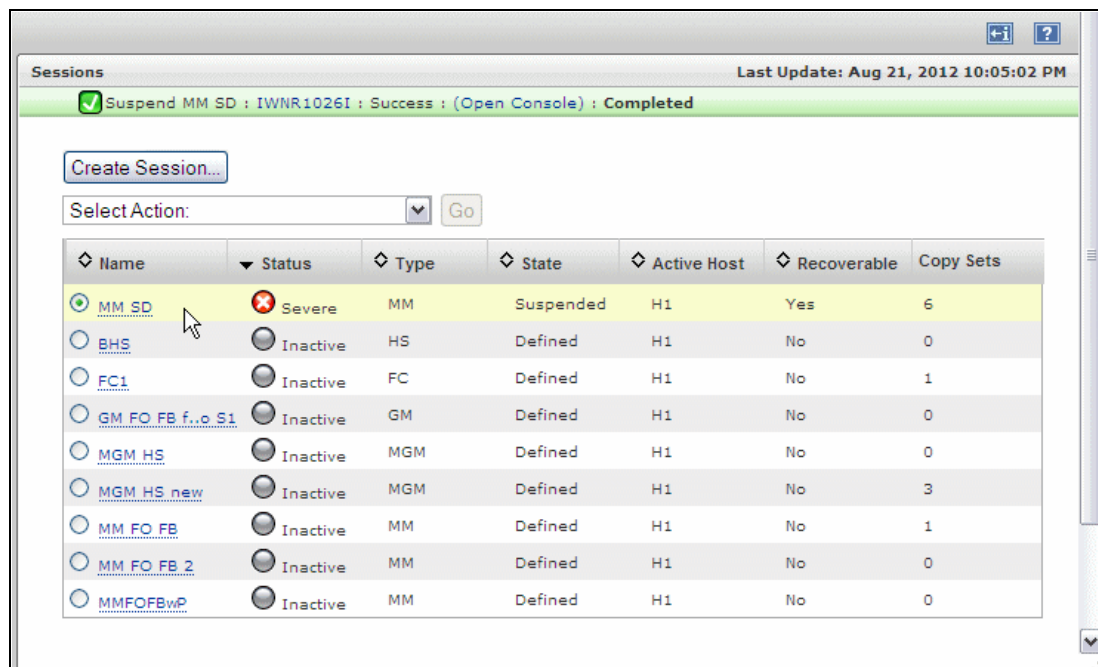 Sessions Last Update: Aug 21, 2012 10:05:02 PM
Suspend MM SD : IWNR1026I : Success : (Open Console) : Completed
Create Session...
Select Action: Go
Name Status Type State Active Host Recoverable Copy Sets
MM SD Severe MM Suspended H1 Yes 6
BHS Inactive HS Defined H1 No 0
FC1 Inactive FC Defined H1 No 1
GM FO FB f..o S1 Inactive GM Defined H1 No 0
MGM HS Inactive MGM Defined H1 No 0
MGM HS new Inactive MGM Defined H1 No 3
MM FO FB Inactive MM Defined H1 No 1
MM FO FB 2 Inactive MM Defined H1 No 0
MMFOFBwP Inactive MM Defined H1 No 0